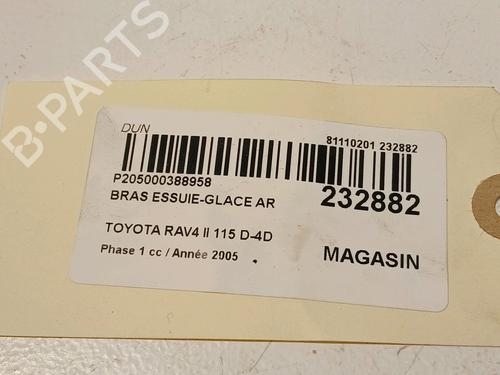 B-PARTS
DUN
81110201 232882
P205000388958
BRAS ESSUIE-GLACE AR
232882
TOYOTA RAV4 II 115 D-4D
MAGASIN
Phase 1 cc / Année 2005